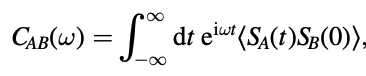 C_{AB}(ω) = ∫_{-∞}^{∞} dt e^{iωt}⟨S_A(t)S_B(0)⟩,